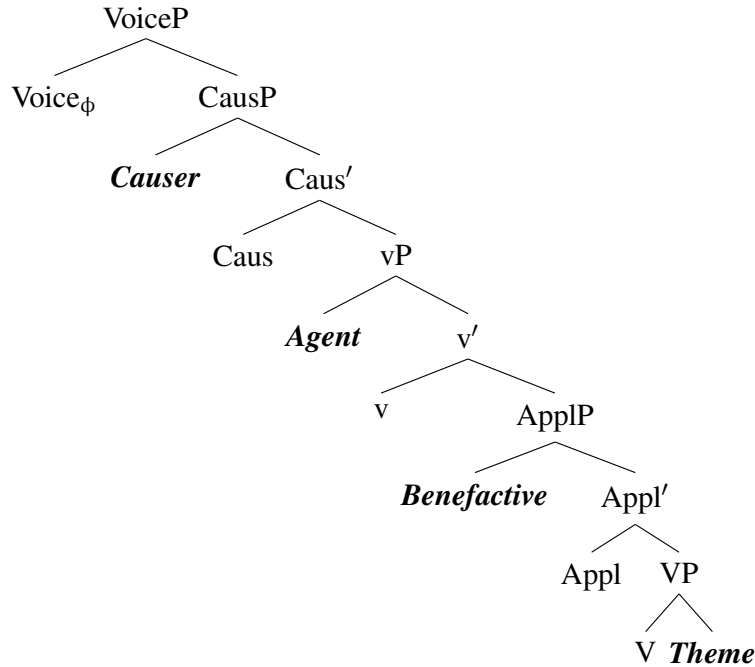 VoiceP
Voiceϕ CausP
Causer Caus′
Caus vP
Agent v′
v ApplP
Benefactive Appl′
Appl VP
V Theme